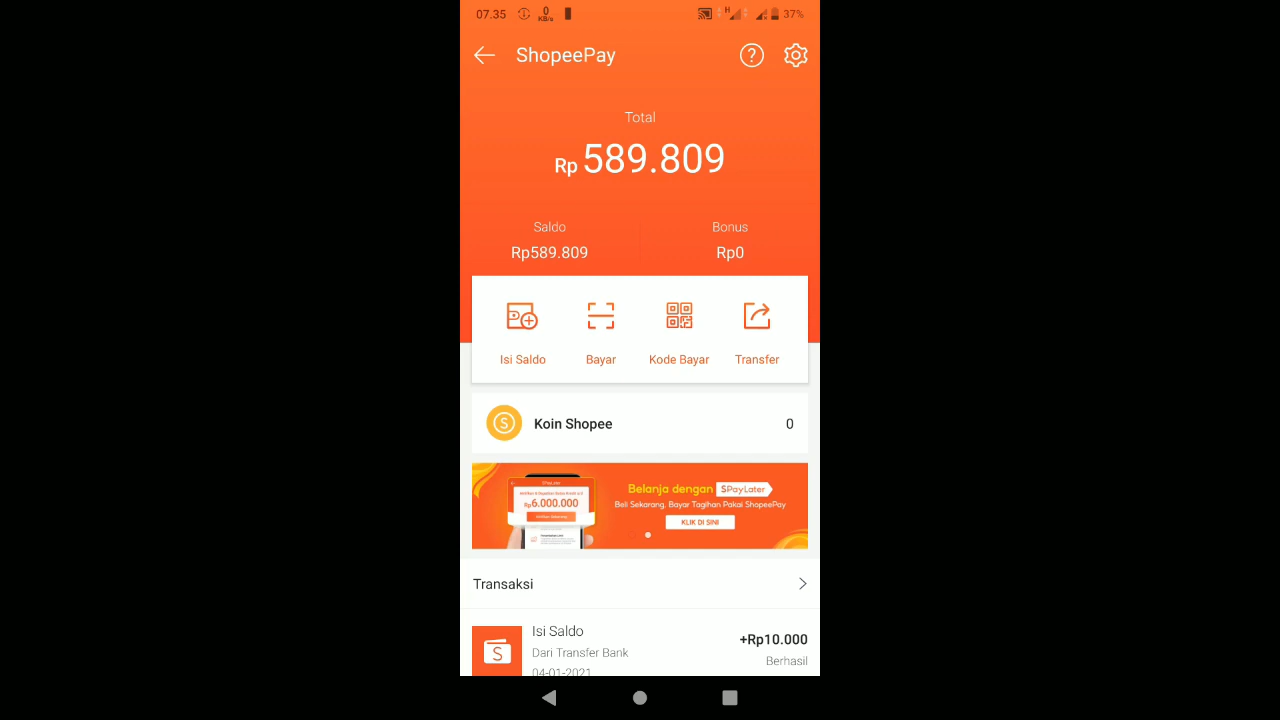 07.35 0 KB/s H 37%
ShopeePay
Total
Rp 589.809
Saldo Bonus
Rp589.809 Rp0
Isi Saldo Bayar Kode Bayar Transfer
Koin Shopee 0
Belanja dengan SPayLater
Beli Sekarang, Bayar Tagihan Pakai ShopeePay
KLIK DI SINI
Rp6.000.000
Transaksi
Isi Saldo
+Rp10.000
Dari Transfer Bank
Berhasil
04-01-2021